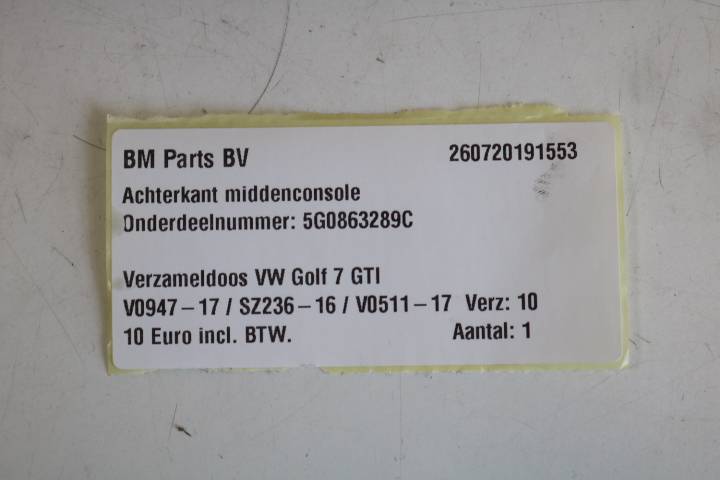 BM Parts BV 260720191553
Achterkant middenconsole
Onderdeelnummer: 5G0863289C
Verzameldoos VW Golf 7 GTI
V0947-17 / SZ236-16 / V0511-17 Verz: 10
10 Euro incl. BTW. Aantal: 1